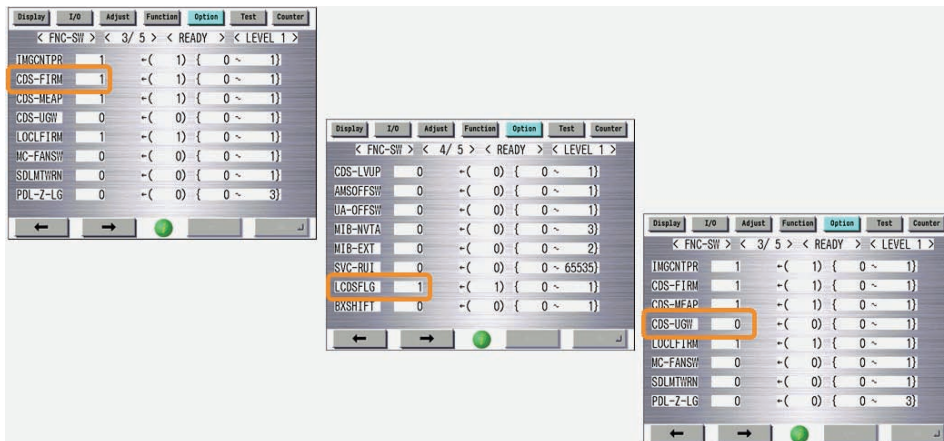 Display I/O Adjust Function Option Test Counter
< FNC-SW > < 3/ 5 > < READY > < LEVEL 1 >
IMGCNTPR 1 ←( 1) { 0 ~ 1}
CDS-FIRM 1 ←( 1) { 0 ~ 1}
CDS-MEAP 1 ←( 1) { 0 ~ 1}
CDS-UGW 0 ←( 0) { 0 ~ 1}
LOCLFIRM 1 ←( 1) { 0 ~ 1}
MC-FANSW 0 ←( 0) { 0 ~ 1}
SDLMTWRN 0 ←( 0) { 0 ~ 1}
PDL-Z-LG 0 ←( 0) { 0 ~ 3}
Display I/O Adjust Function Option Test Counter
< FNC-SW > < 4/ 5 > < READY > < LEVEL 1 >
CDS-LVUP 0 ←( 0) { 0 ~ 1}
AMSOFFSW 0 ←( 0) { 0 ~ 1}
UA-OFFSW 0 ←( 0) { 0 ~ 1}
MIB-NVTA 0 ←( 0) { 0 ~ 3}
MIB-EXT 0 ←( 0) { 0 ~ 2}
SVC-RUI 0 ←( 0) { 0 ~ 65535}
LCDSFLG 1 ←( 1) { 0 ~ 1}
BXSHIFT 0 ←( 0) { 0 ~ 1}
Display I/O Adjust Function Option Test Counter
< FNC-SW > < 3/ 5 > < READY > < LEVEL 1 >
IMGCNTPR 1 ←( 1) { 0 ~ 1}
CDS-FIRM 1 ←( 1) { 0 ~ 1}
CDS-MEAP 1 ←( 1) { 0 ~ 1}
CDS-UGW 0 ←( 0) { 0 ~ 1}
LOCLFIRM 1 ←( 1) { 0 ~ 1}
MC-FANSW 0 ←( 0) { 0 ~ 1}
SDLMTWRN 0 ←( 0) { 0 ~ 1}
PDL-Z-LG 0 ←( 0) { 0 ~ 3}